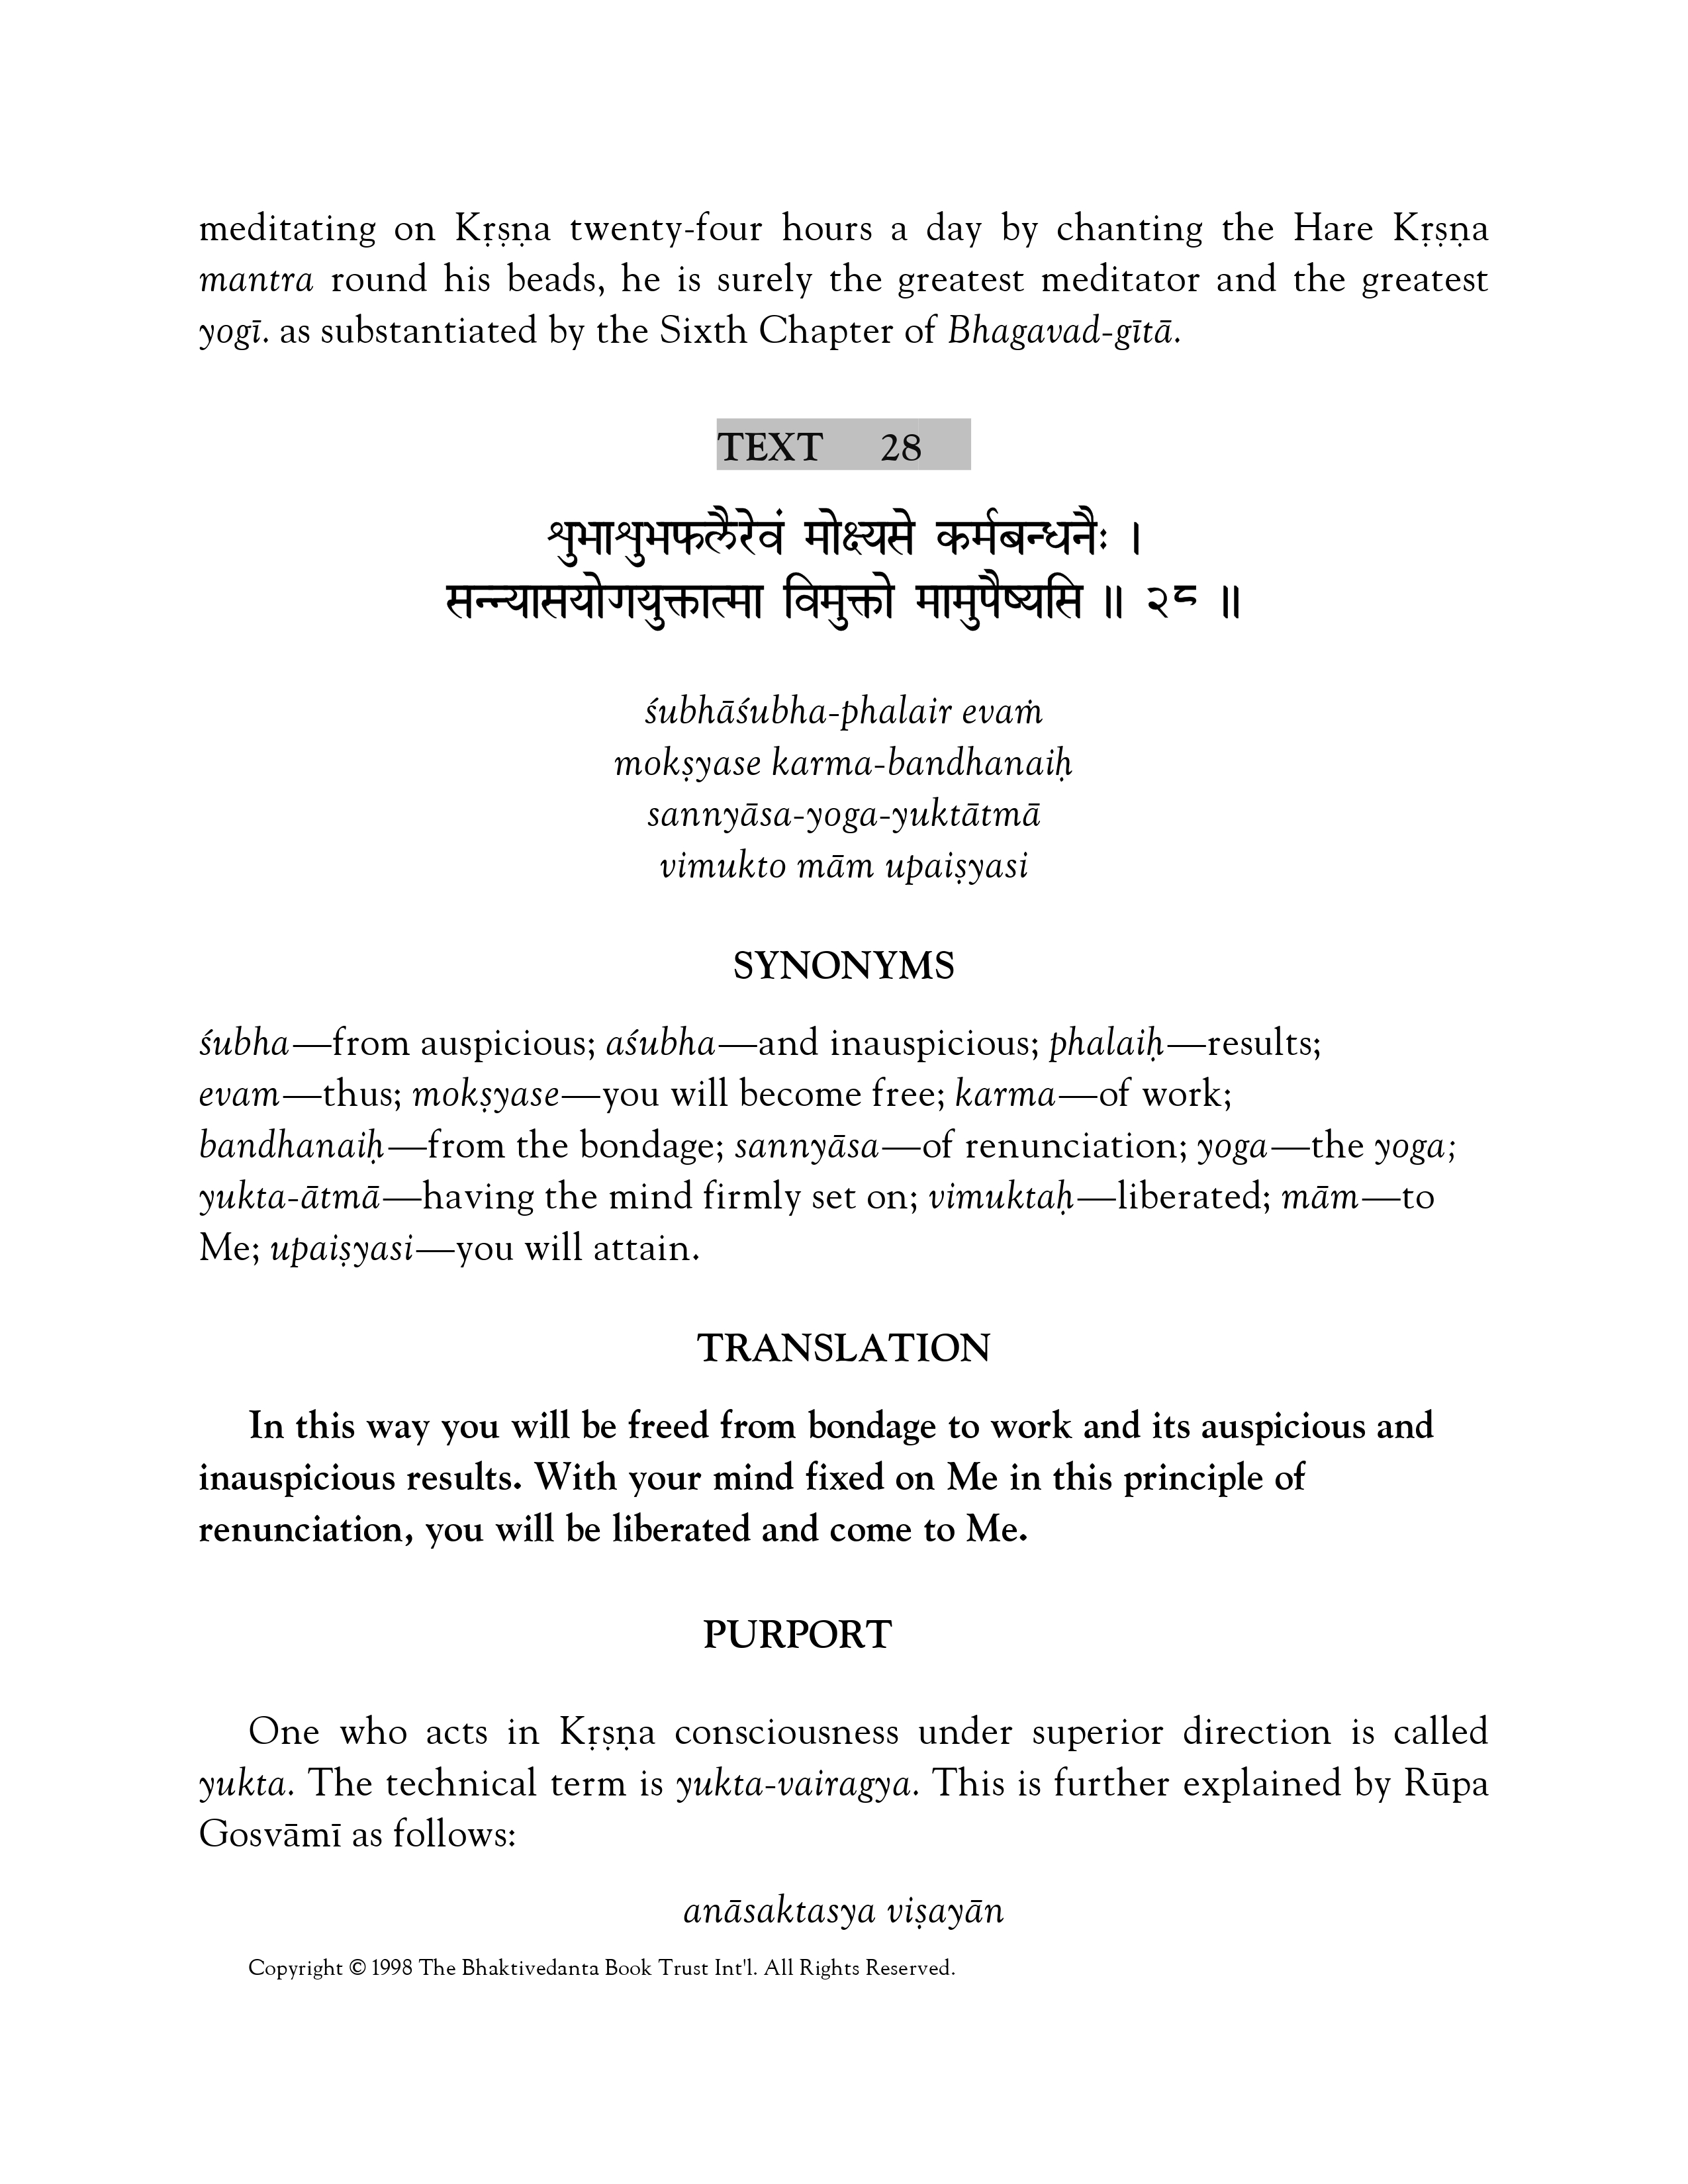 meditating on Kṛṣṇa twenty-four hours a day by chanting the Hare Kṛṣṇa
mantra round his beads, he is surely the greatest meditator and the greatest
yogī. as substantiated by the Sixth Chapter of Bhagavad-gītā.
TEXT 28
शुभाशुभफलैरेवं मोक्ष्यसे कर्मबन्धनैः ।
सन्न्यासयोगयुक्तात्मा विमुक्तो मामुपैष्यसि ॥ २८ ॥
śubhāśubha-phalair evaṁ
mokṣyase karma-bandhanaiḥ
sannyāsa-yoga-yuktātmā
vimukto mām upaiṣyasi
SYNONYMS
śubha—from auspicious; aśubha—and inauspicious; phalaiḥ—results;
evam—thus; mokṣyase—you will become free; karma—of work;
bandhanaiḥ—from the bondage; sannyāsa—of renunciation; yoga—the yoga;
yukta-ātmā—having the mind firmly set on; vimuktaḥ—liberated; mām—to
Me; upaiṣyasi—you will attain.
TRANSLATION
In this way you will be freed from bondage to work and its auspicious and
inauspicious results. With your mind fixed on Me in this principle of
renunciation, you will be liberated and come to Me.
PURPORT
One who acts in Kṛṣṇa consciousness under superior direction is called
yukta. The technical term is yukta-vairagya. This is further explained by Rūpa
Gosvāmī as follows:
anāsaktasya viṣayān
Copyright © 1998 The Bhaktivedanta Book Trust Int'l. All Rights Reserved.